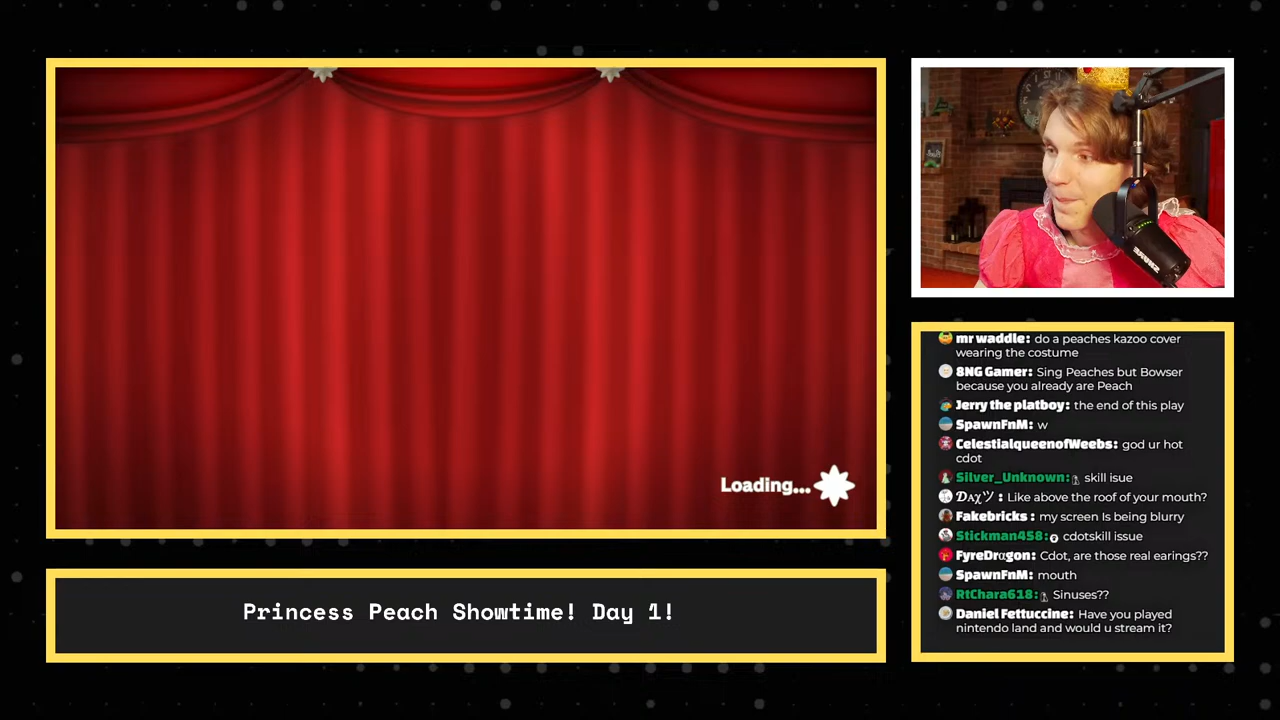 Loading...
Princess Peach Showtime! Day 1!
mr waddle: do a peaches kazoo cover
wearing the costume
8NG Gamer: Sing Peaches but Bowser
because you already are Peach
Jerry the platboy: the end of this play
SpawnFnM: w
CelestialqueenofWeebs: god ur hot
cdot
Silver_Unknown: skill isue
Dαχツ : Like above the roof of your mouth?
Fakebricks : my screen Is being blurry
Stickman458: cdotskill issue
FyreDrαgon: Cdot, are those real earings??
SpawnFnM: mouth
RtChara618: Sinuses??
Daniel Fettuccine: Have you played
nintendo land and would u stream it?